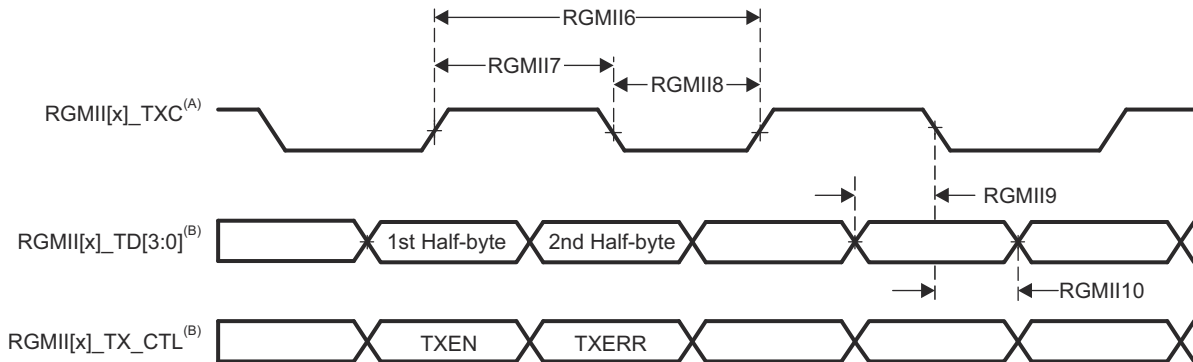 RGMII6
RGMII7
RGMII8
RGMII[x]_TXC(A)
RGMII9
RGMII[x]_TD[3:0](B)
1st Half-byte
2nd Half-byte
RGMII10
RGMII[x]_TX_CTL(B)
TXEN
TXERR